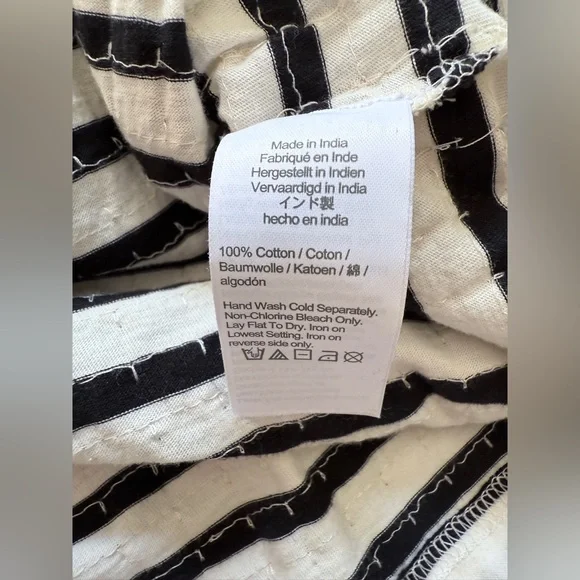 Made in India
Fabriqué en Inde
Hergestellt in Indien
Vervaardigd in India
インド製
hecho en india
100% Cotton / Coton /
Baumwolle / Katoen / 綿 /
algodón
Hand Wash Cold Separately.
Non-Chlorine Bleach Only.
Lay Flat To Dry. Iron on
Lowest Setting. Iron on
reverse side only.